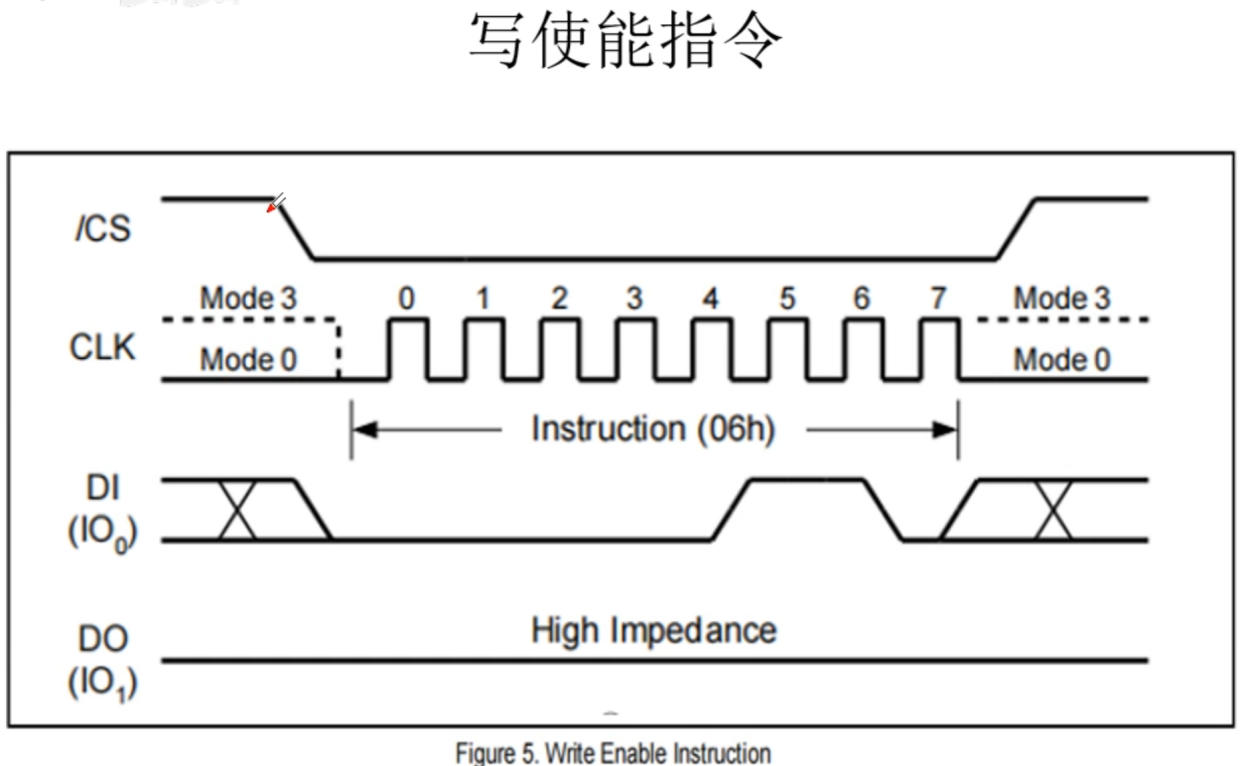 写使能指令
/CS
Mode 3 0 1 2 3 4 5 6 7 Mode 3
CLK
Mode 0 Mode 0
Instruction (06h)
DI
(IO₀)
High Impedance
DO
(IO₁)
Figure 5. Write Enable Instruction